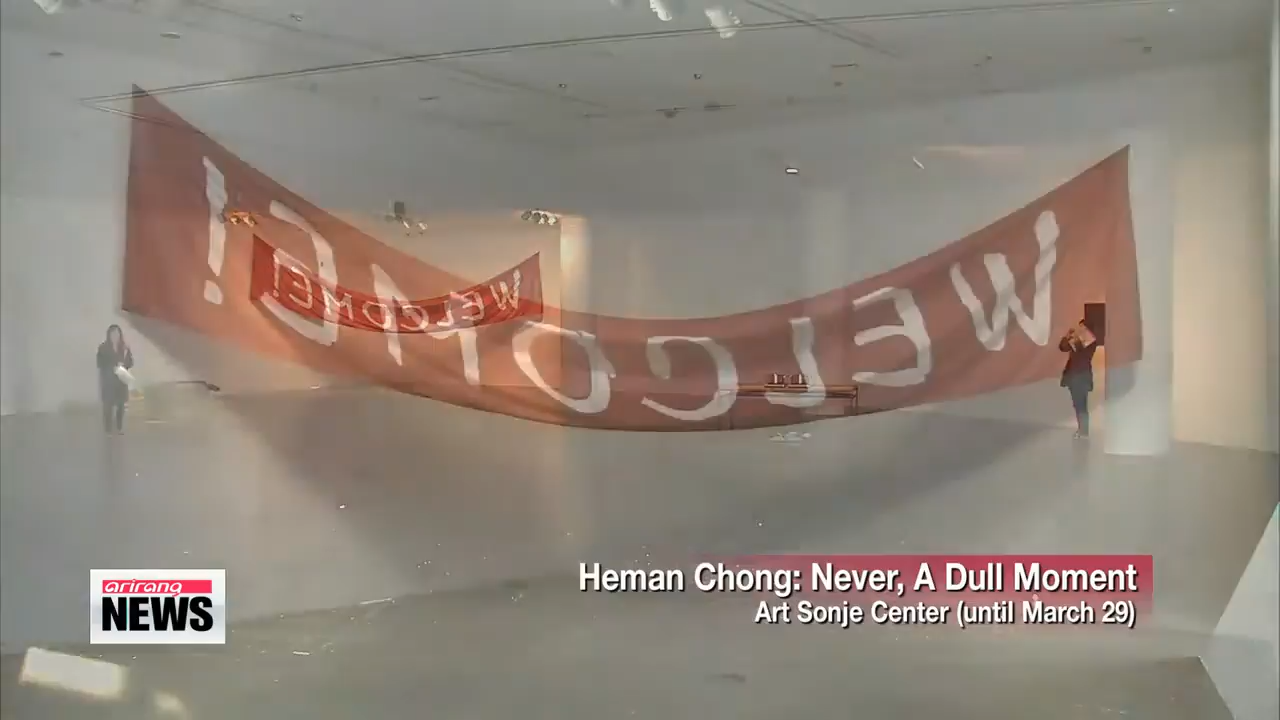 WELCOME!
WELCOME!
Heman Chong: Never, A Dull Moment
Art Sonje Center (until March 29)
arirang
NEWS